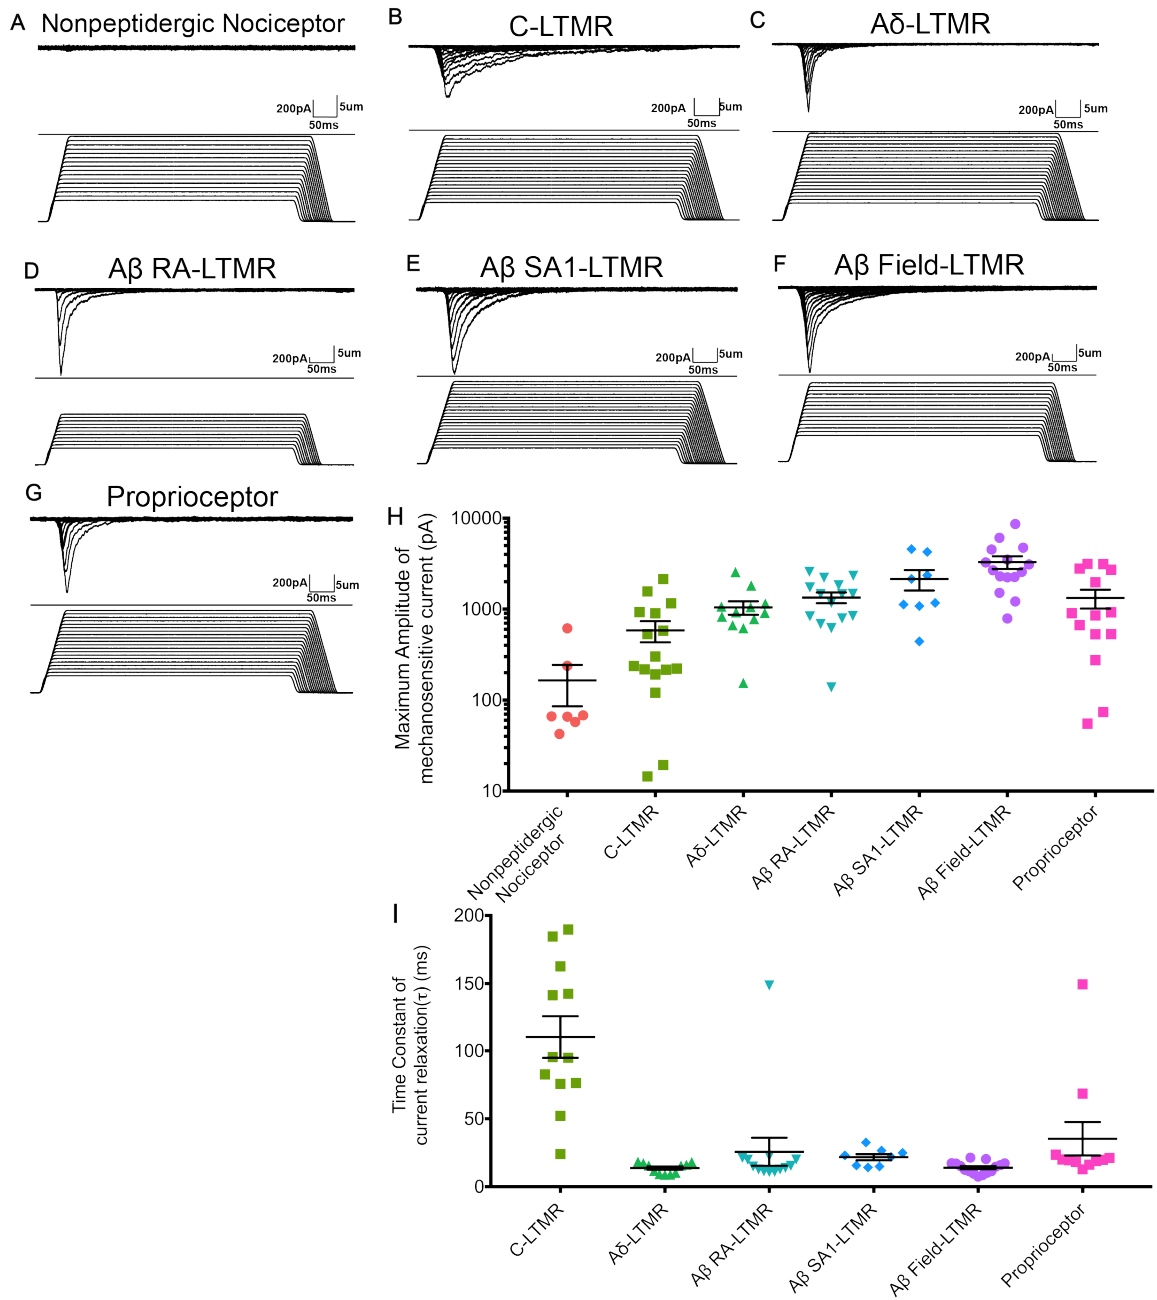 A Nonpeptidergic Nociceptor
200pA 5um
50ms
B C-LTMR
200pA 5um
50ms
C Aδ-LTMR
200pA 5um
50ms
D Aβ RA-LTMR
200pA 5um
50ms
E Aβ SA1-LTMR
200pA 5um
50ms
F Aβ Field-LTMR
200pA 5um
50ms
G Proprioceptor
200pA 5um
50ms
H
Maximum Amplitude of
mechanosensitive current (pA)
10000
1000
100
10
Nonpeptidergic
Nociceptor
C-LTMR
Aδ-LTMR
Aβ RA-LTMR
Aβ SA1-LTMR
Aβ Field-LTMR
Proprioceptor
I
Time Constant of
current relaxation(τ) (ms)
200
150
100
50
0
C-LTMR
Aδ-LTMR
Aβ RA-LTMR
Aβ SA1-LTMR
Aβ Field-LTMR
Proprioceptor